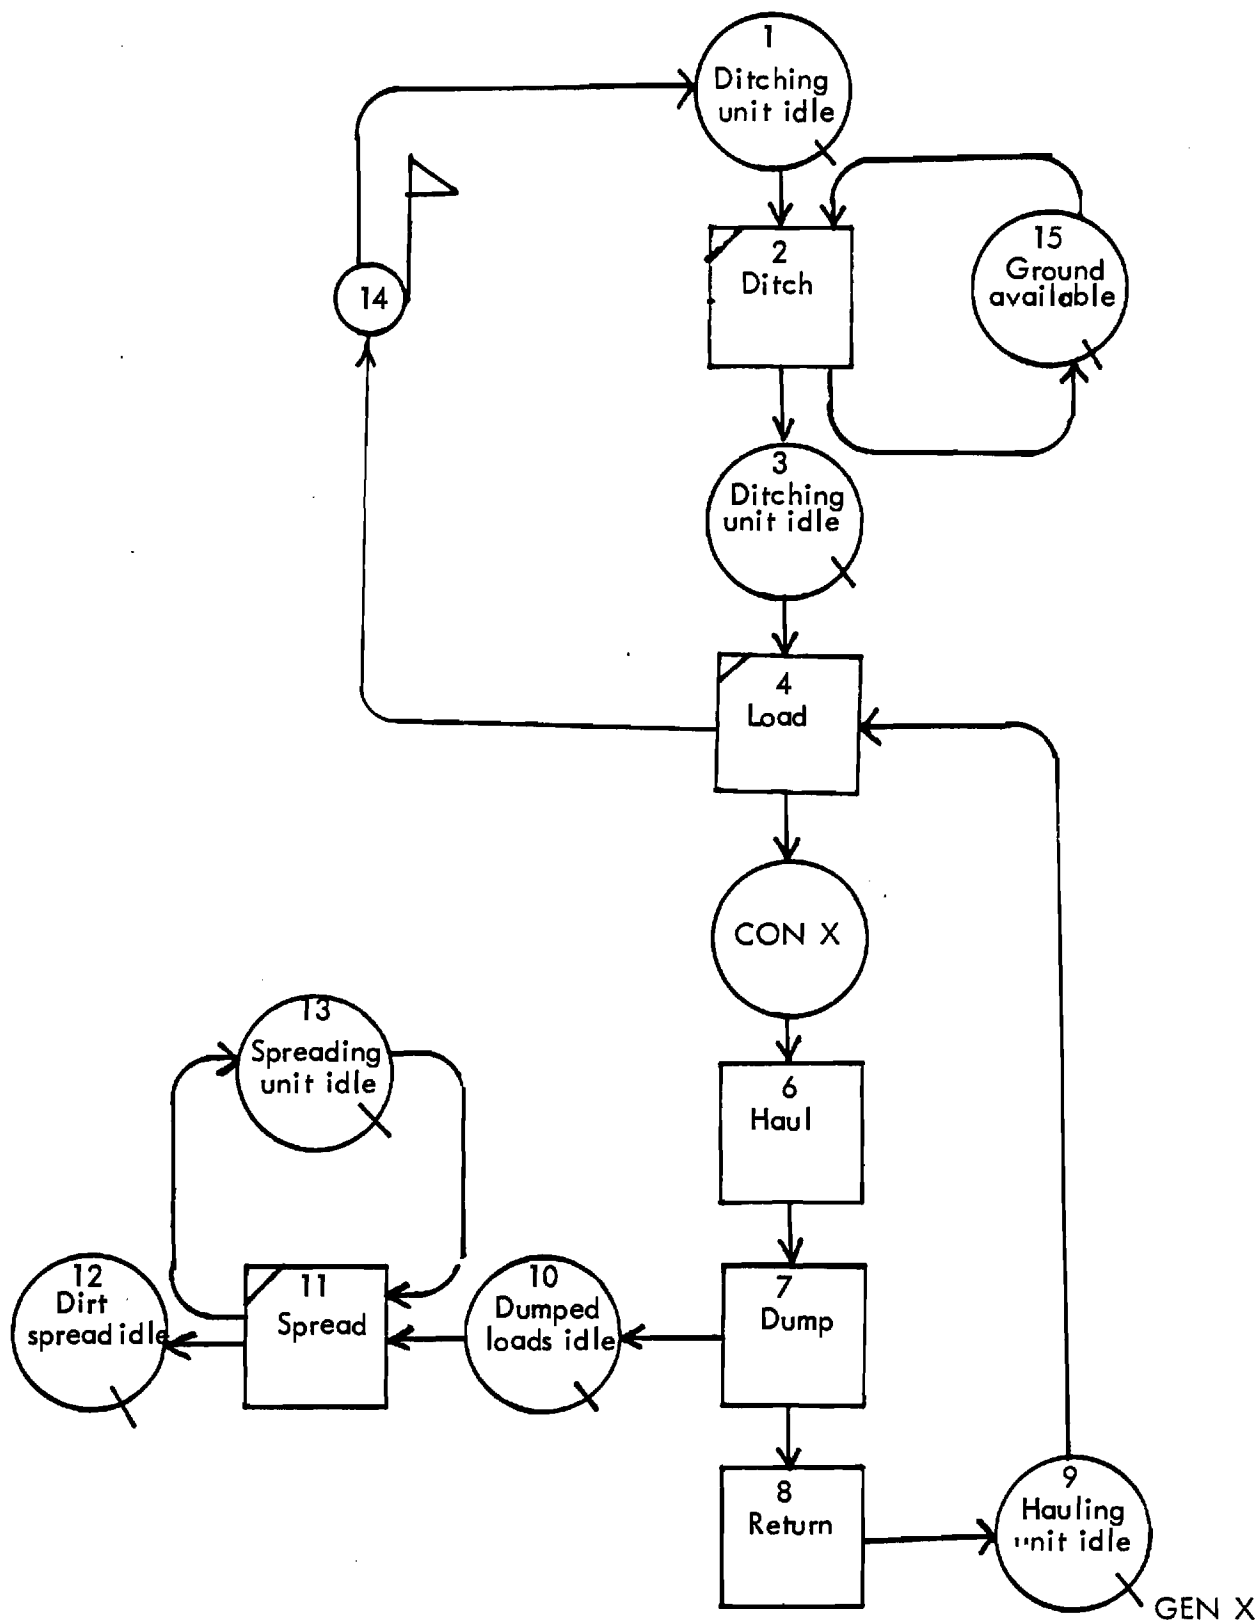 1
Ditching
unit idle
2
Ditch
15
Ground
available
14
3
Ditching
unit idle
4
Load
CON X
13
Spreading
unit idle
6
Haul
12
Dirt
spread idle
11
Spread
10
Dumped
loads idle
7
Dump
8
Return
9
Hauling
unit idle
GEN X